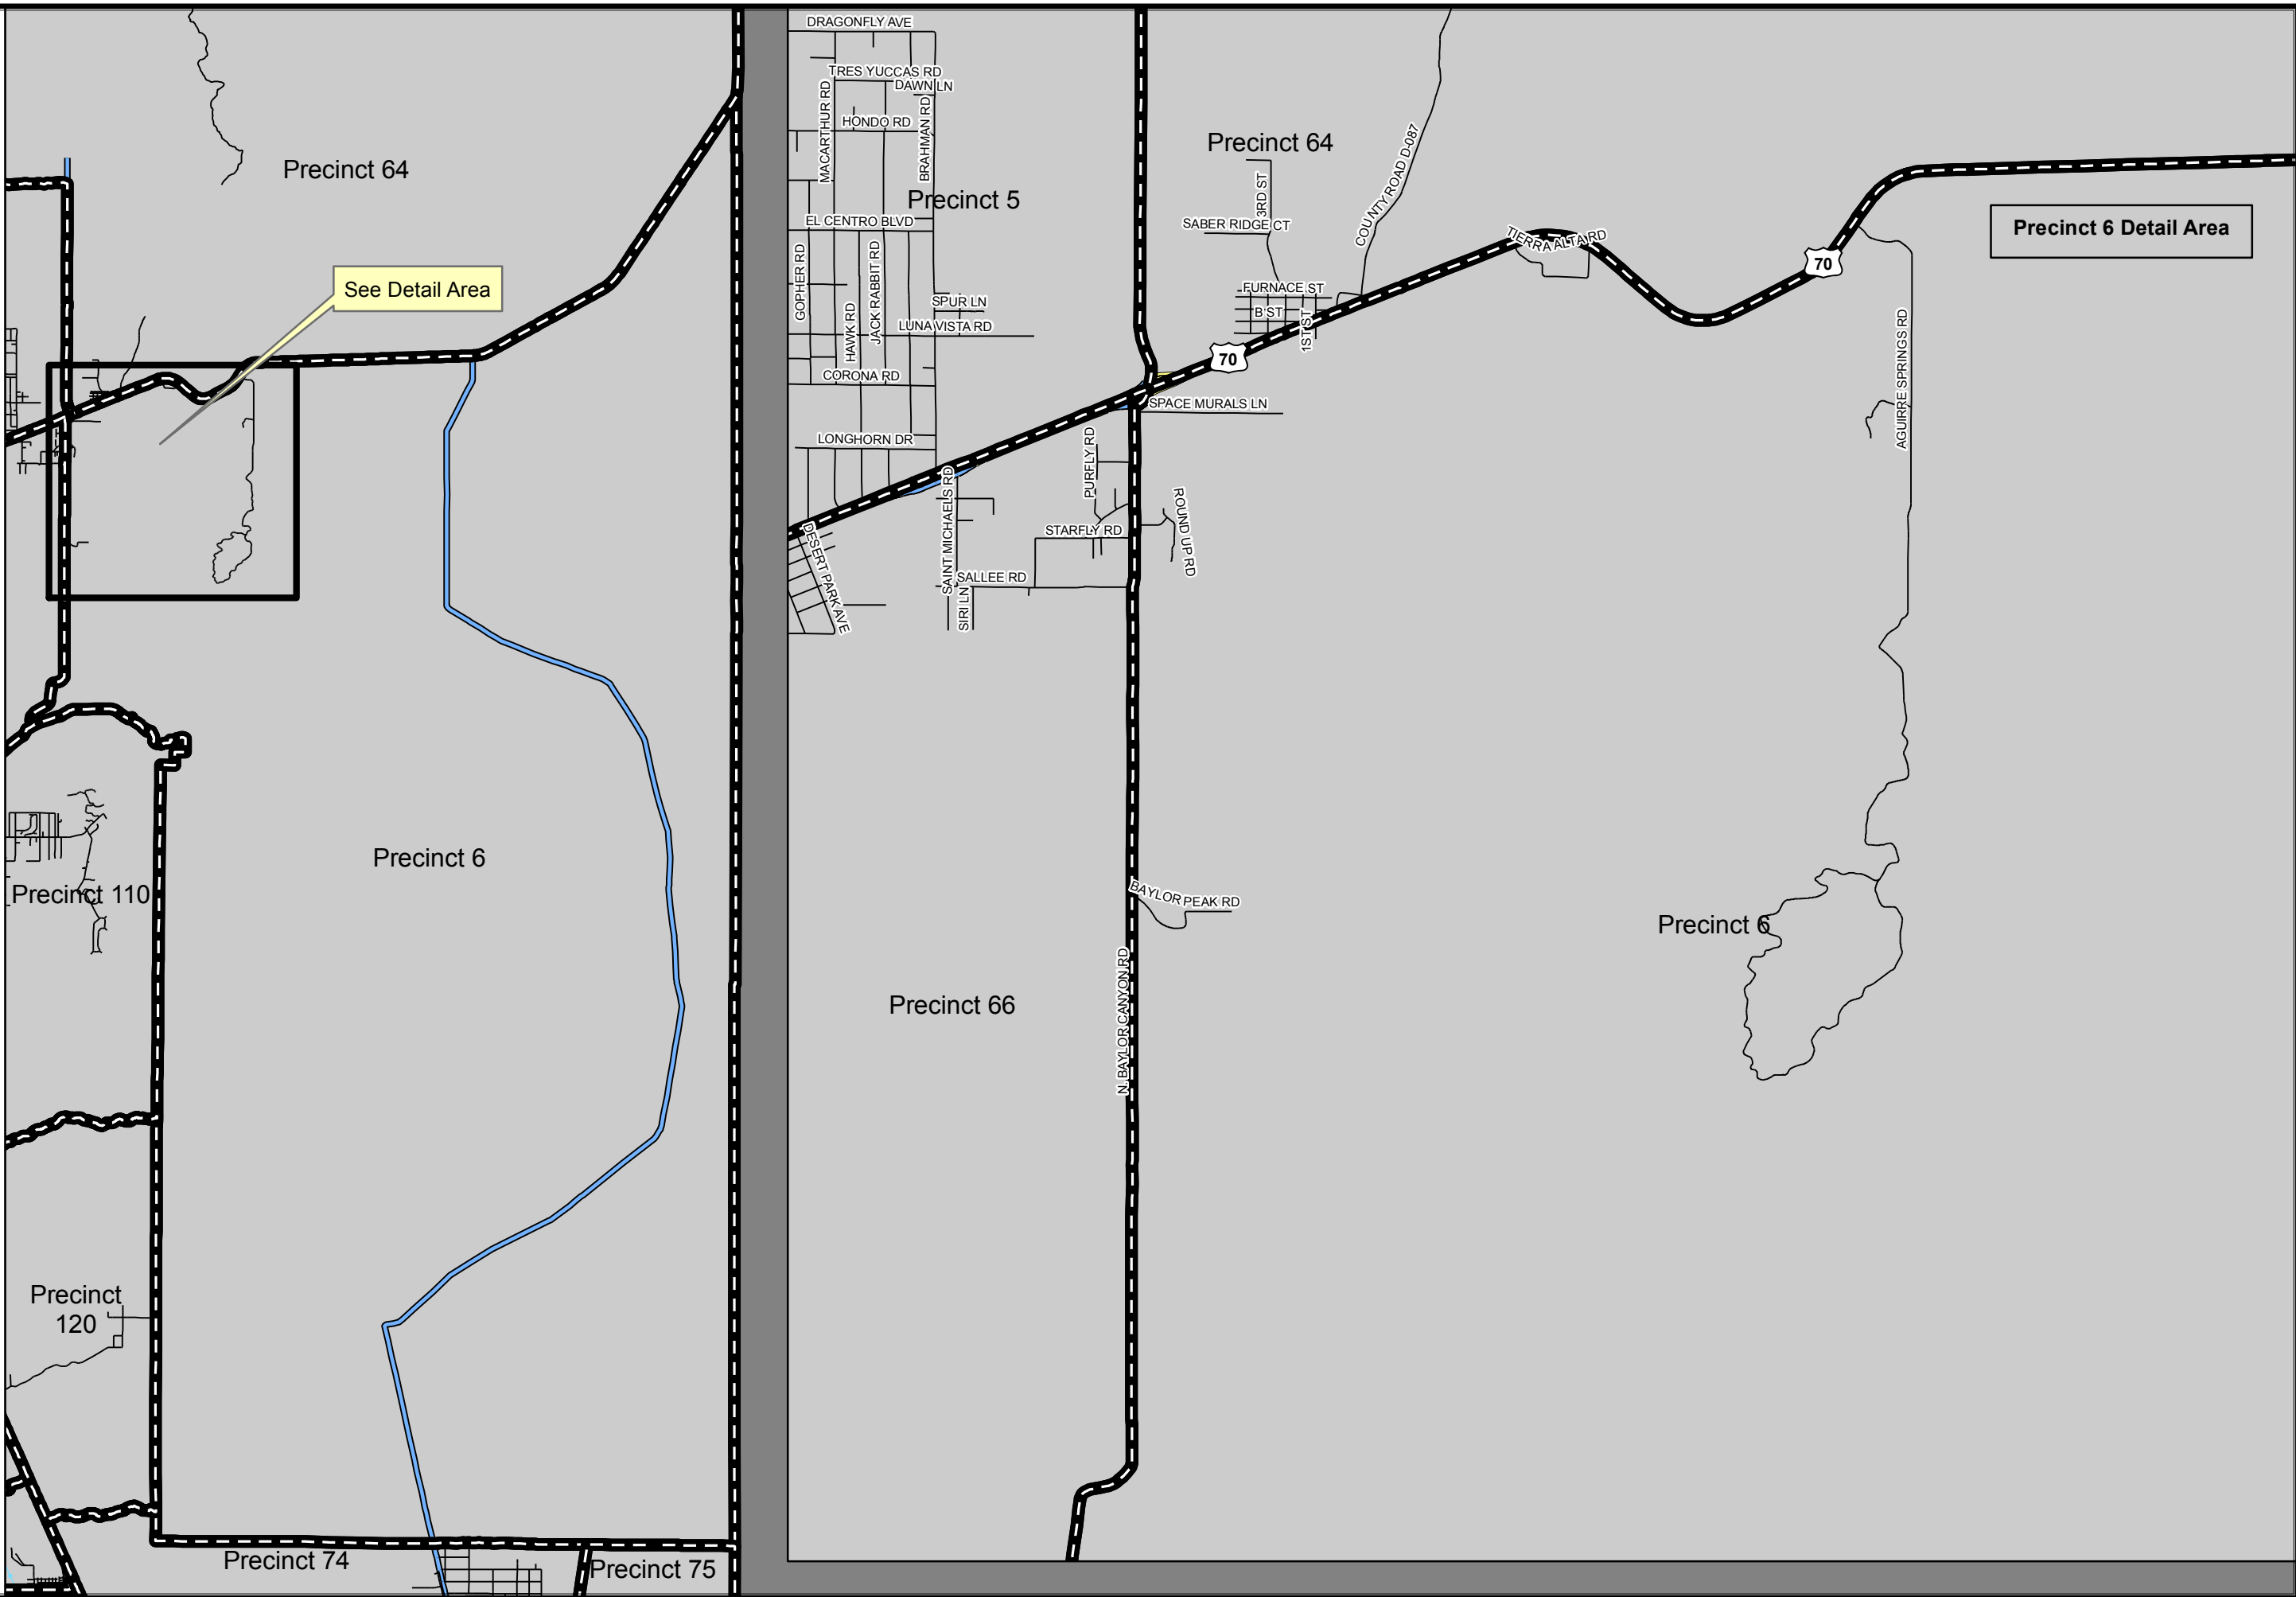 Precinct 64
See Detail Area
Precinct 6
Precinct 110
Precinct
120
Precinct 74
Precinct 75
DRAGONFLY AVE
TRES YUCCAS RD
DAWN LN
MACARTHUR RD
BRAHMAN RD
HONDO RD
Precinct 5
EL CENTRO BLVD
GOPHER RD
HAWK RD
JACK RABBIT RD
SPUR LN
LUNA VISTA RD
CORONA RD
LONGHORN DR
Precinct 64
3RD ST
SABER RIDGE CT
COUNTY ROAD D-087
FURNACE ST
B ST
1ST ST
70
TIERRA ALTA RD
70
Precinct 6 Detail Area
AGUIRRE SPRINGS RD
SPACE MURALS LN
PURFLY RD
SAINT MICHAELS RD
STARFLY RD
ROUND UP RD
DESERT PARK AVE
SALLEE RD
SIRI LN
BAYLOR PEAK RD
N. BAYLOR CANYON RD
Precinct 66
Precinct 6